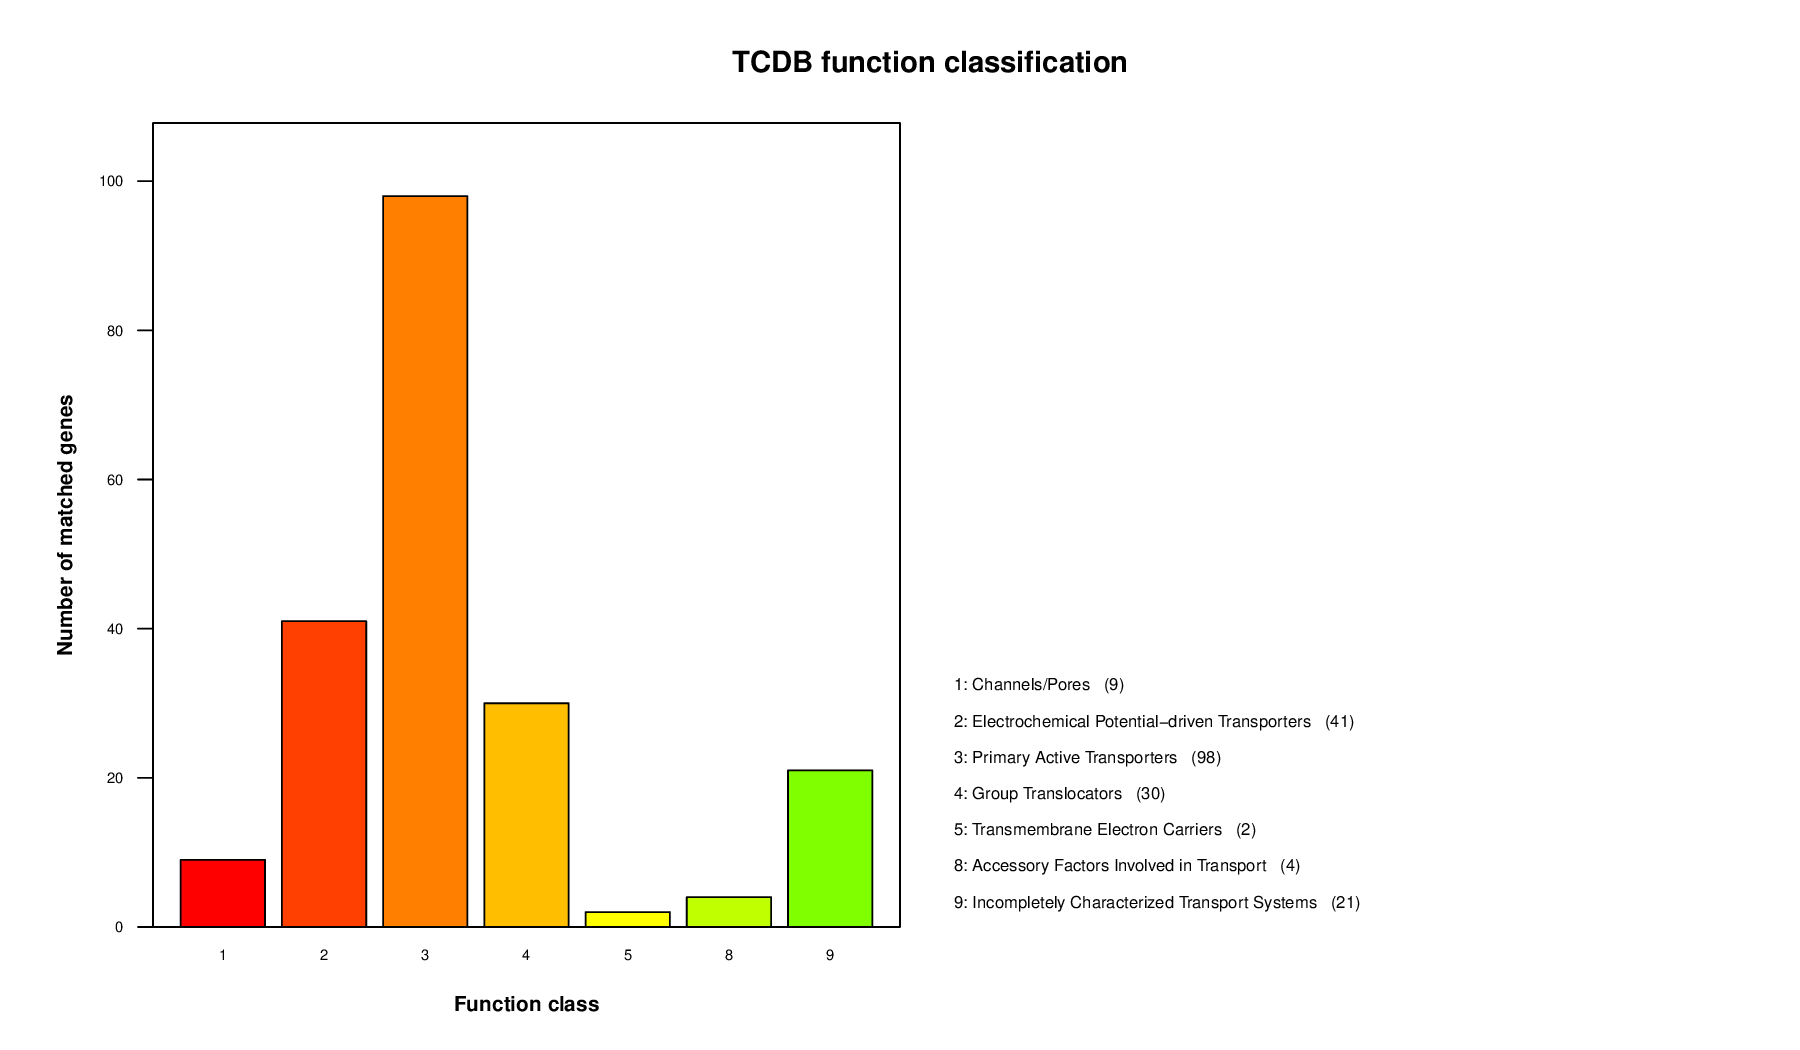 TCDB function classification
Number of matched genes
100
80
60
40
20
0
1 2 3 4 5 8 9
Function class
1: Channels/Pores (9)
2: Electrochemical Potential–driven Transporters (41)
3: Primary Active Transporters (98)
4: Group Translocators (30)
5: Transmembrane Electron Carriers (2)
8: Accessory Factors Involved in Transport (4)
9: Incompletely Characterized Transport Systems (21)